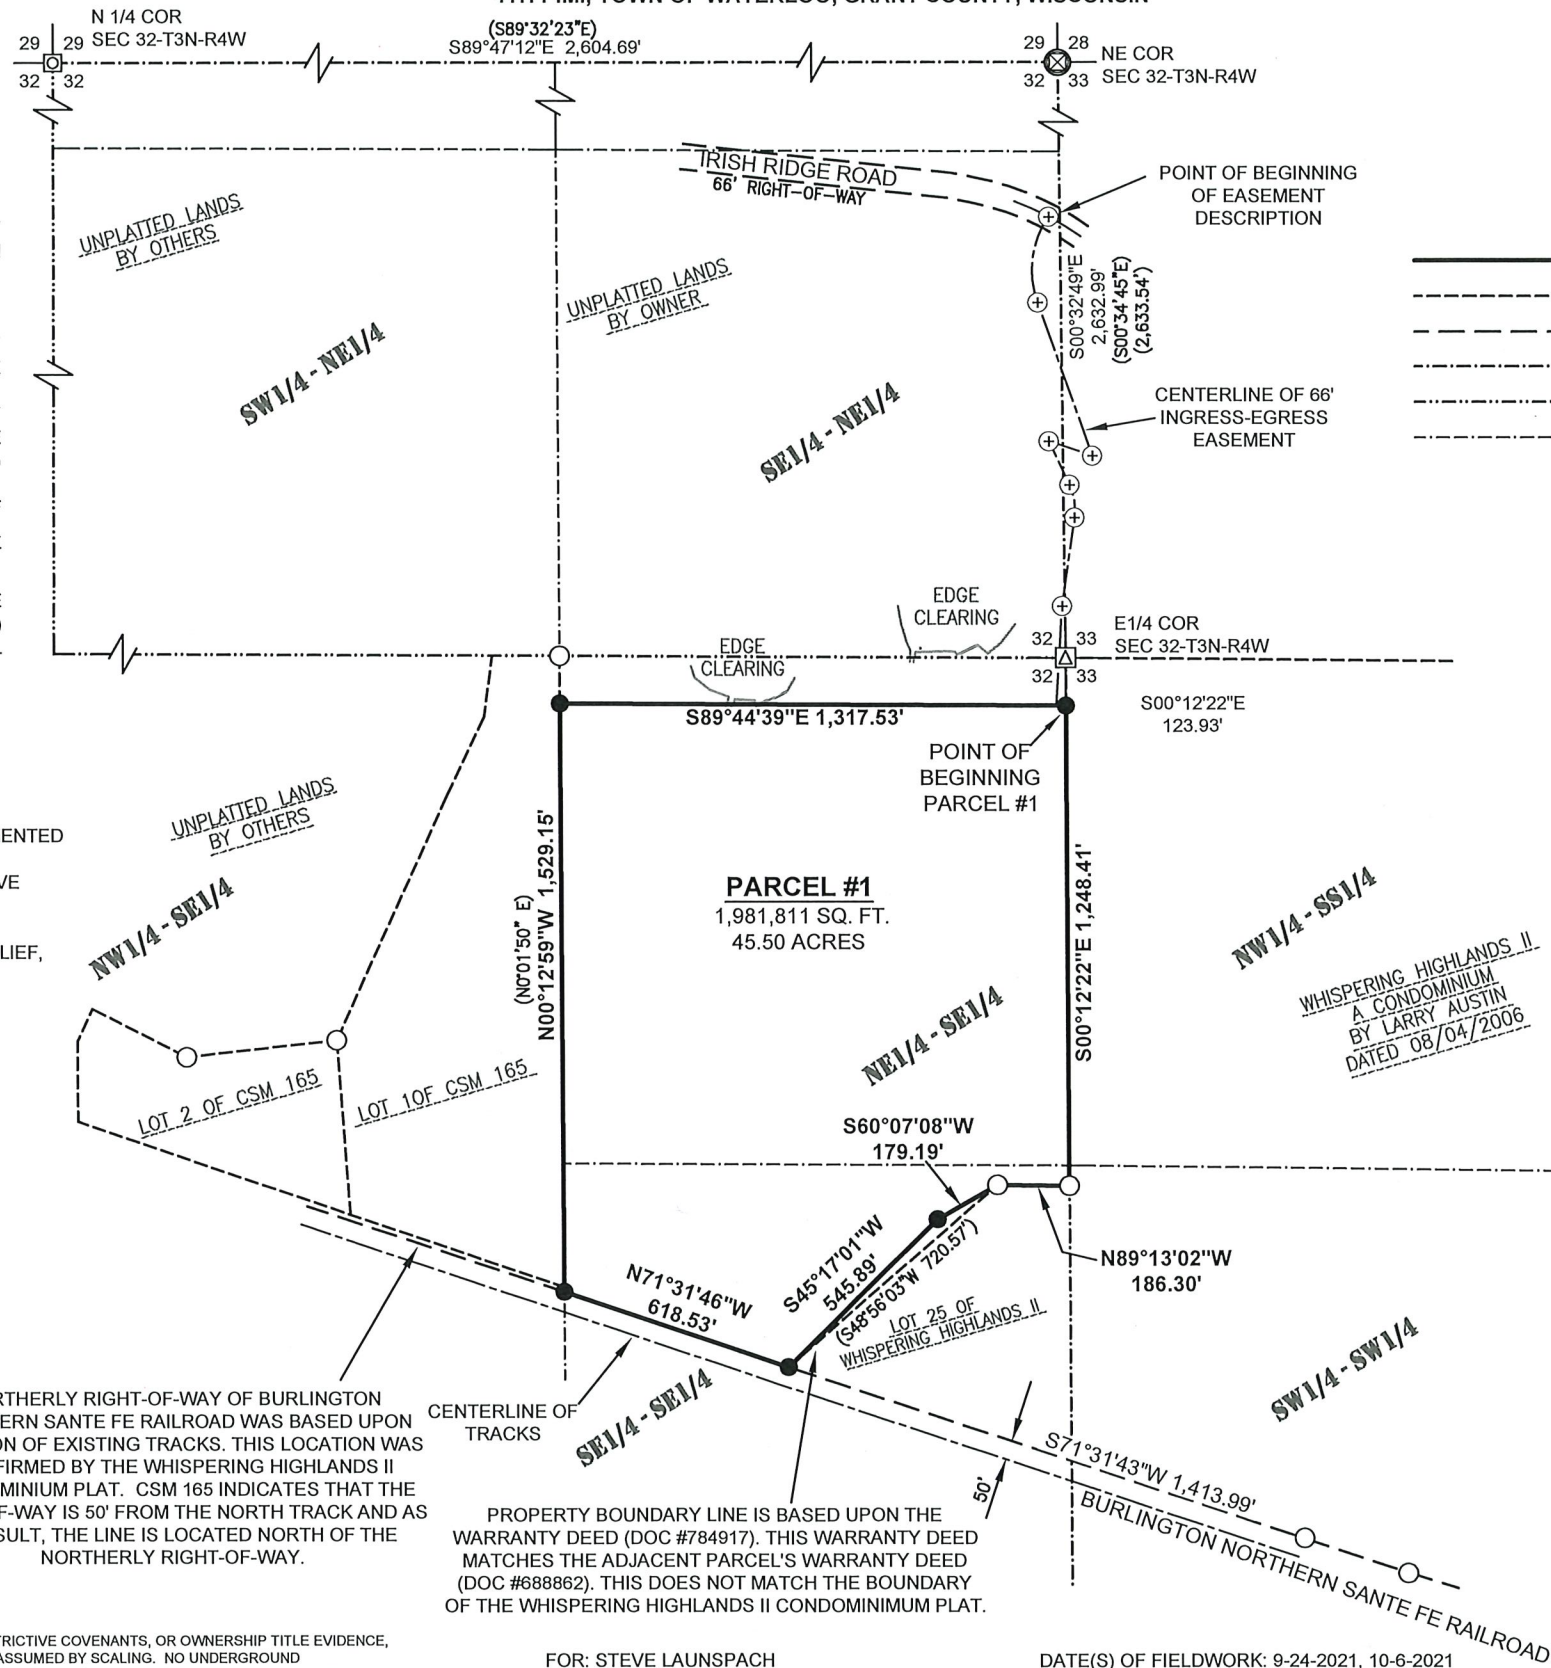 N 1/4 COR
SEC 32-T3N-R4W
29 29
32 32
(S89°32'23"E)
S89°47'12"E 2,604.69'
29 28
32 33
NE COR
SEC 32-T3N-R4W
IRISH RIDGE ROAD
66' RIGHT-OF-WAY
POINT OF BEGINNING
OF EASEMENT
DESCRIPTION
UNPLATTED LANDS
BY OTHERS
UNPLATTED LANDS
BY OWNER
S00°32'49"E
2,632.99'
(S00°34'45"E)
(2,633.54')
SW1/4 - NE1/4
SE1/4 - NE1/4
CENTERLINE OF 66'
INGRESS-EGRESS
EASEMENT
EDGE
CLEARING
EDGE
CLEARING
32 33
32 33
E1/4 COR
SEC 32-T3N-R4W
S89°44'39"E 1,317.53'
S00°12'22"E
123.93'
POINT OF
BEGINNING
PARCEL #1
UNPLATTED LANDS
BY OTHERS
ENTED
VE
LIEF,
NW1/4 - SE1/4
(N0°01'50" E)
N00°12'59"W 1,529.15'
PARCEL #1
1,981,811 SQ. FT.
45.50 ACRES
S00°12'22"E 1,248.41'
NW1/4 - SS1/4
WHISPERING HIGHLANDS II
A CONDOMINIUM
BY LARRY AUSTIN
DATED 08/04/2006
NE1/4 - SE1/4
LOT 2 OF CSM 165
LOT 1OF CSM 165
S60°07'08"W
179.19'
N89°13'02"W
186.30'
S45°17'01"W
545.89'
(S48°56'03"W 720.57')
LOT 25 OF
WHISPERING HIGHLANDS II
N71°31'46"W
618.53'
SW1/4 - SW1/4
SE1/4 - SE1/4
CENTERLINE OF
TRACKS
50'
S71°31'43"W 1,413.99'
BURLINGTON NORTHERN SANTE FE RAILROAD
RTHERLY RIGHT-OF-WAY OF BURLINGTON
ERN SANTE FE RAILROAD WAS BASED UPON
ON OF EXISTING TRACKS. THIS LOCATION WAS
FIRMED BY THE WHISPERING HIGHLANDS II
MINIUM PLAT. CSM 165 INDICATES THAT THE
F-WAY IS 50' FROM THE NORTH TRACK AND AS
SULT, THE LINE IS LOCATED NORTH OF THE
NORTHERLY RIGHT-OF-WAY.
PROPERTY BOUNDARY LINE IS BASED UPON THE
WARRANTY DEED (DOC #784917). THIS WARRANTY DEED
MATCHES THE ADJACENT PARCEL'S WARRANTY DEED
(DOC #688862). THIS DOES NOT MATCH THE BOUNDARY
OF THE WHISPERING HIGHLANDS II CONDOMINIMUM PLAT.
TRICTIVE COVENANTS, OR OWNERSHIP TITLE EVIDENCE,
ASSUMED BY SCALING. NO UNDERGROUND
FOR: STEVE LAUNSPACH
DATE(S) OF FIELDWORK: 9-24-2021, 10-6-2021